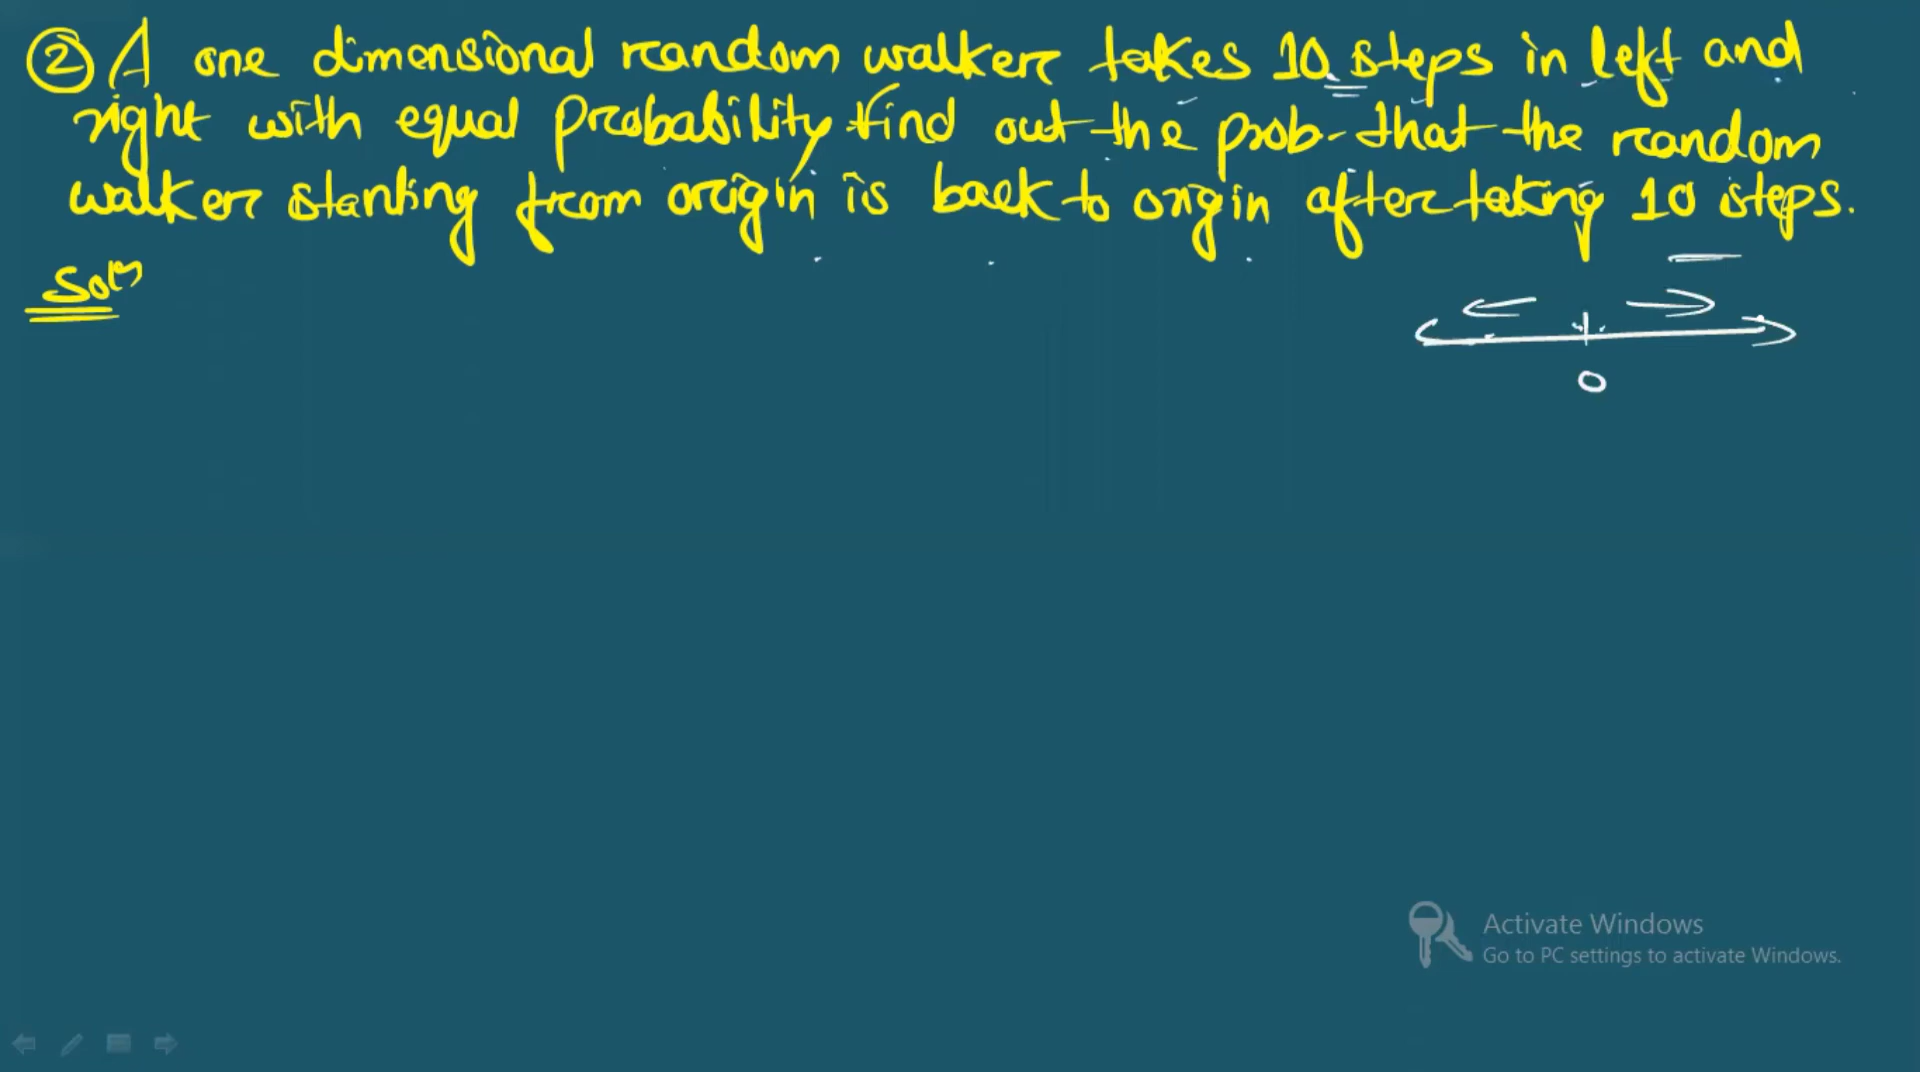 ② A one dimensional random walker takes 10 steps in left and
right with equal probability find out the prob. that the random
walker starting from origin is back to origin after taking 10 steps.
Soln
0
Activate Windows
Go to PC settings to activate Windows.